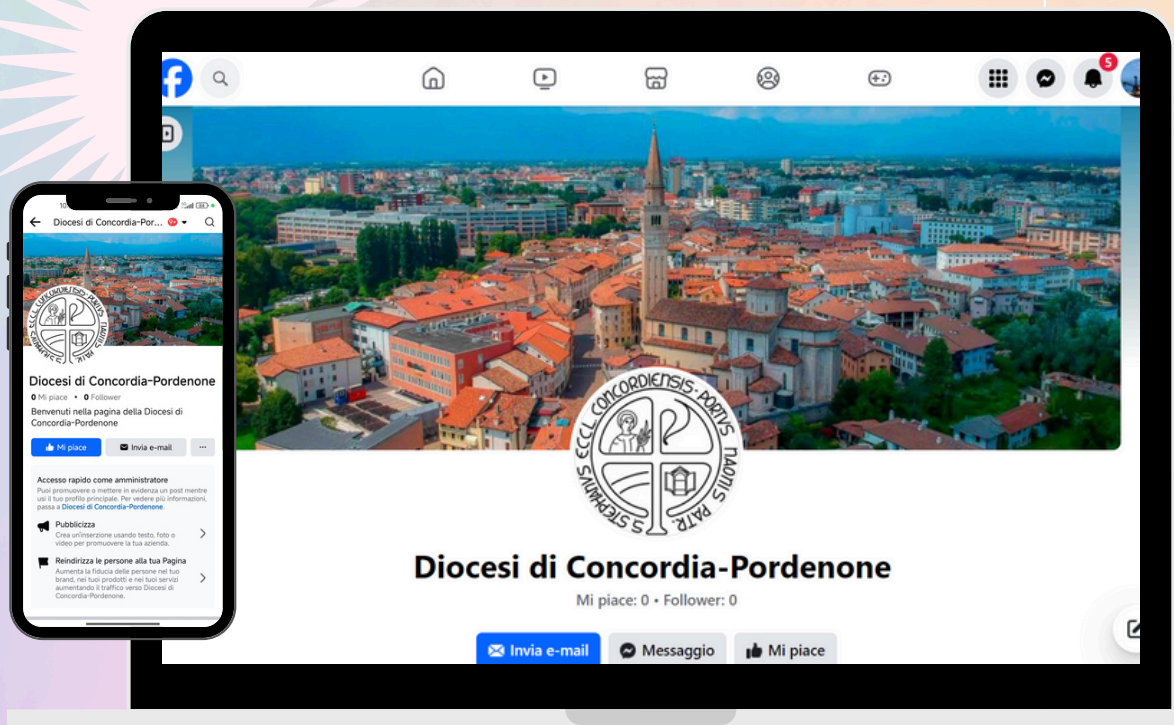 5
Diocesi di Concordia-Por...
9+
Diocesi di Concordia-Pordenone
0 Mi piace • 0 Follower
Benvenuti nella pagina della Diocesi di
Concordia-Pordenone
Mi piace
Invia e-mail
...
Accesso rapido come amministratore
Puoi promuovere o mettere in evidenza un post mentre
usi il tuo profilo principale. Per vedere più informazioni,
passa a Diocesi di Concordia-Pordenone.
Pubblicizza
Crea un'inserzione usando testo, foto o
video per promuovere la tua azienda.
Reindirizza le persone alla tua Pagina
Aumenta la fiducia delle persone nel tuo
brand, nei tuoi prodotti e nei tuoi servizi
aumentando il traffico verso Diocesi di
Concordia-Pordenone.
S. STEPHANVS ECCL CONCORDIENSIS · PORTVS NAONIS PATR.
Diocesi di Concordia-Pordenone
Mi piace: 0 • Follower: 0
Invia e-mail
Messaggio
Mi piace